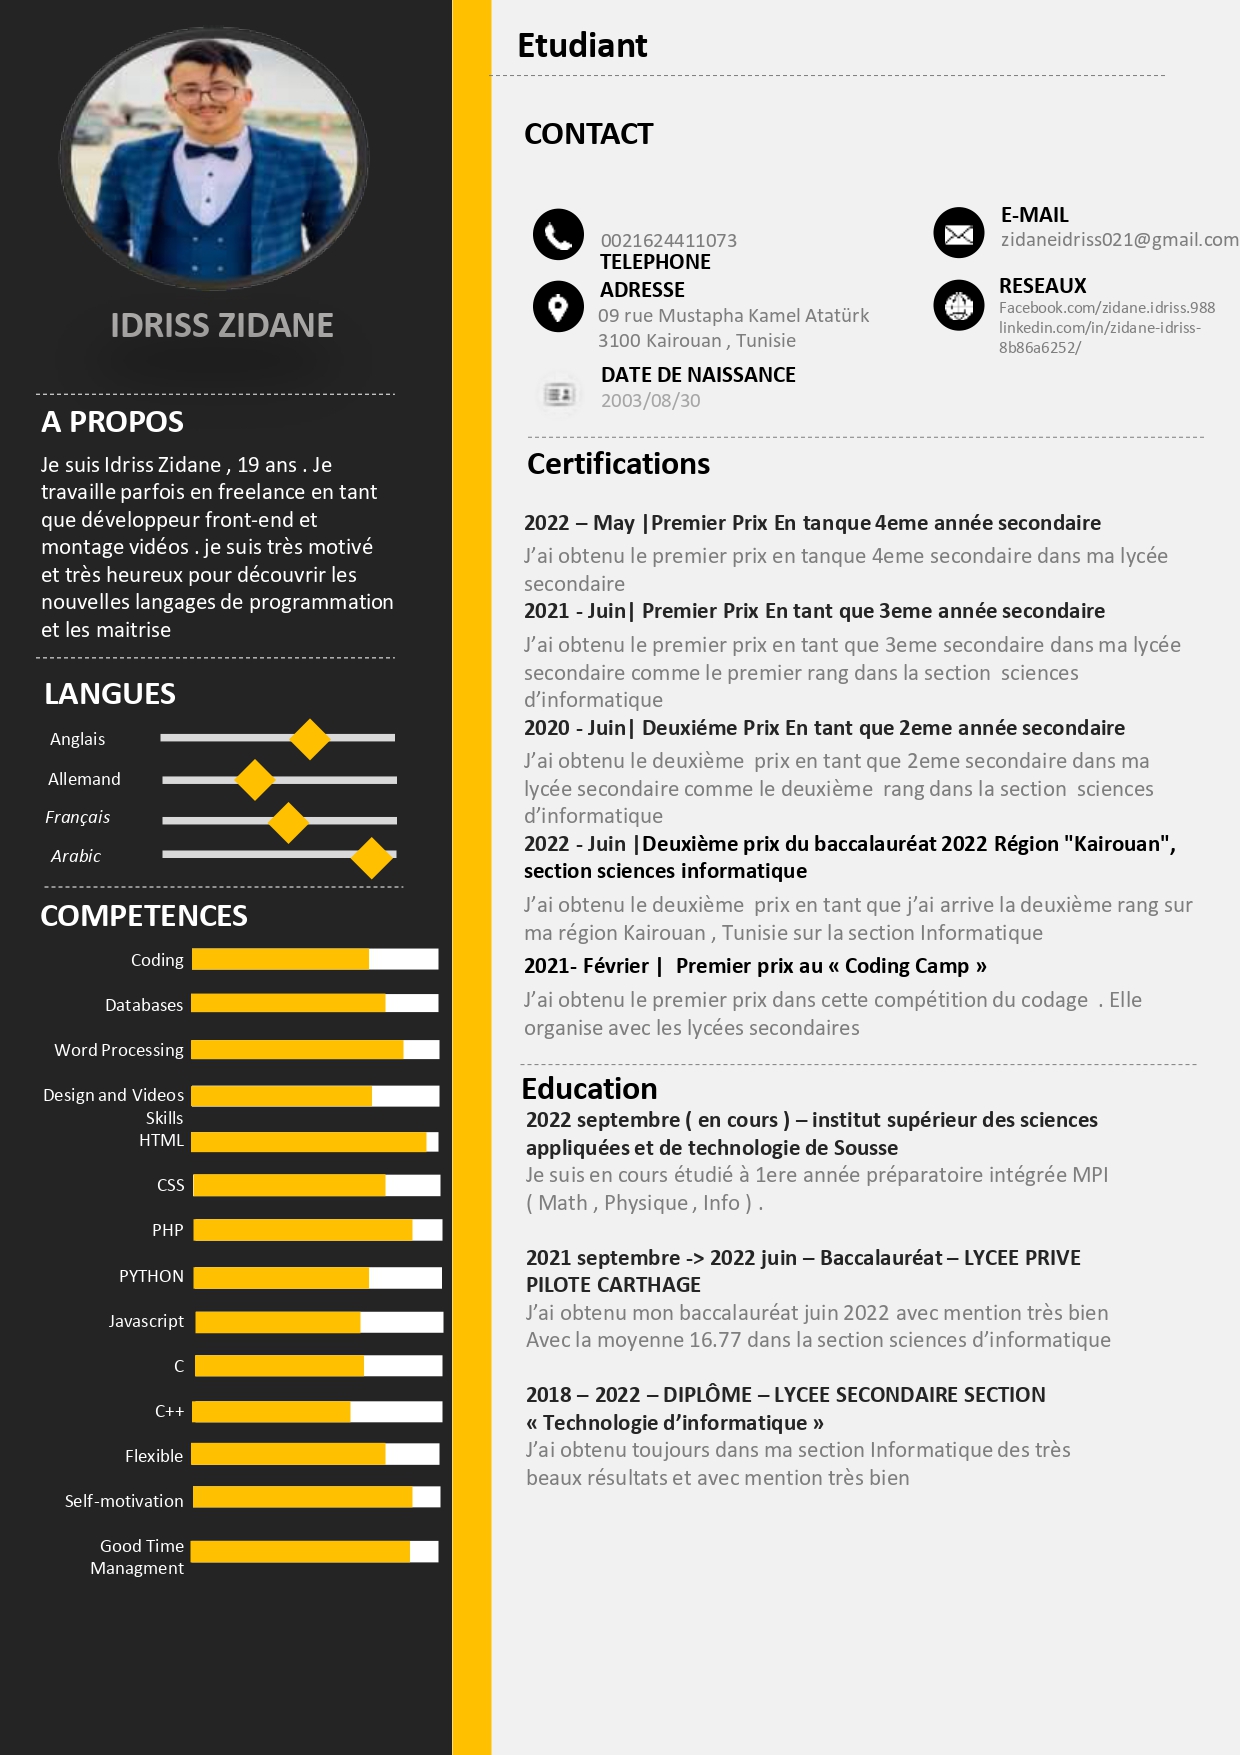 IDRISS ZIDANE
A PROPOS
Je suis Idriss Zidane , 19 ans . Je
travaille parfois en freelance en tant
que développeur front-end et
montage vidéos . je suis très motivé
et très heureux pour découvrir les
nouvelles langages de programmation
et les maitrise
LANGUES
Anglais
Allemand
Français
Arabic
COMPETENCES
Coding
Databases
Word Processing
Design and Videos
Skills
HTML
CSS
PHP
PYTHON
Javascript
C
C++
Flexible
Self-motivation
Good Time
Managment
Etudiant
CONTACT
0021624411073
TELEPHONE
ADRESSE
09 rue Mustapha Kamel Atatürk
3100 Kairouan , Tunisie
DATE DE NAISSANCE
2003/08/30
E-MAIL
zidaneidriss021@gmail.com
RESEAUX
Facebook.com/zidane.idriss.988
linkedin.com/in/zidane-idriss-
8b86a6252/
Certifications
2022 – May |Premier Prix En tanque 4eme année secondaire
J’ai obtenu le premier prix en tanque 4eme secondaire dans ma lycée
secondaire
2021 - Juin| Premier Prix En tant que 3eme année secondaire
J’ai obtenu le premier prix en tant que 3eme secondaire dans ma lycée
secondaire comme le premier rang dans la section sciences
d’informatique
2020 - Juin| Deuxiéme Prix En tant que 2eme année secondaire
J’ai obtenu le deuxième prix en tant que 2eme secondaire dans ma
lycée secondaire comme le deuxième rang dans la section sciences
d’informatique
2022 - Juin |Deuxième prix du baccalauréat 2022 Région "Kairouan",
section sciences informatique
J’ai obtenu le deuxième prix en tant que j’ai arrive la deuxième rang sur
ma région Kairouan , Tunisie sur la section Informatique
2021- Février | Premier prix au « Coding Camp »
J’ai obtenu le premier prix dans cette compétition du codage . Elle
organise avec les lycées secondaires
Education
2022 septembre ( en cours ) – institut supérieur des sciences
appliquées et de technologie de Sousse
Je suis en cours étudié à 1ere année préparatoire intégrée MPI
( Math , Physique , Info ) .
2021 septembre -> 2022 juin – Baccalauréat – LYCEE PRIVE
PILOTE CARTHAGE
J’ai obtenu mon baccalauréat juin 2022 avec mention très bien
Avec la moyenne 16.77 dans la section sciences d’informatique
2018 – 2022 – DIPLÔME – LYCEE SECONDAIRE SECTION
« Technologie d’informatique »
J’ai obtenu toujours dans ma section Informatique des très
beaux résultats et avec mention très bien